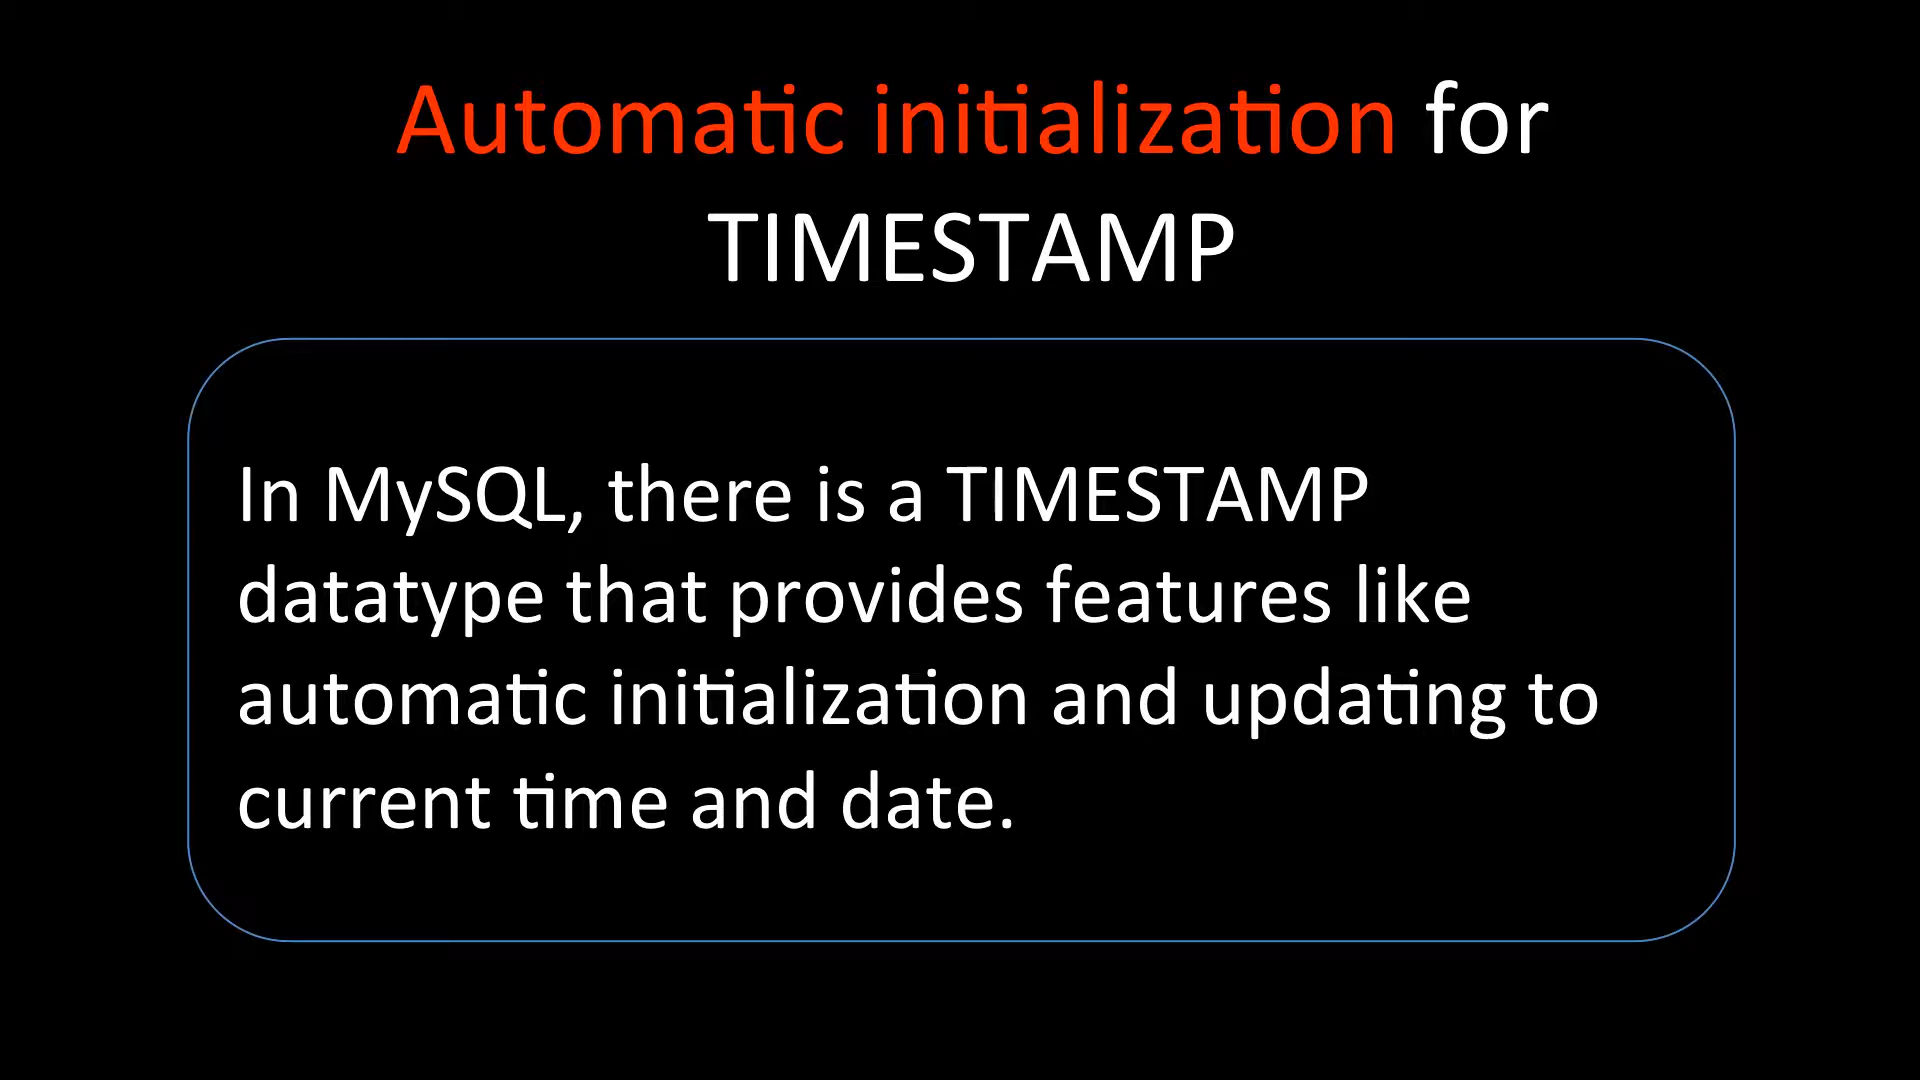 Automatic initialization for
TIMESTAMP
In MySQL, there is a TIMESTAMP
datatype that provides features like
automatic initialization and updating to
current time and date.